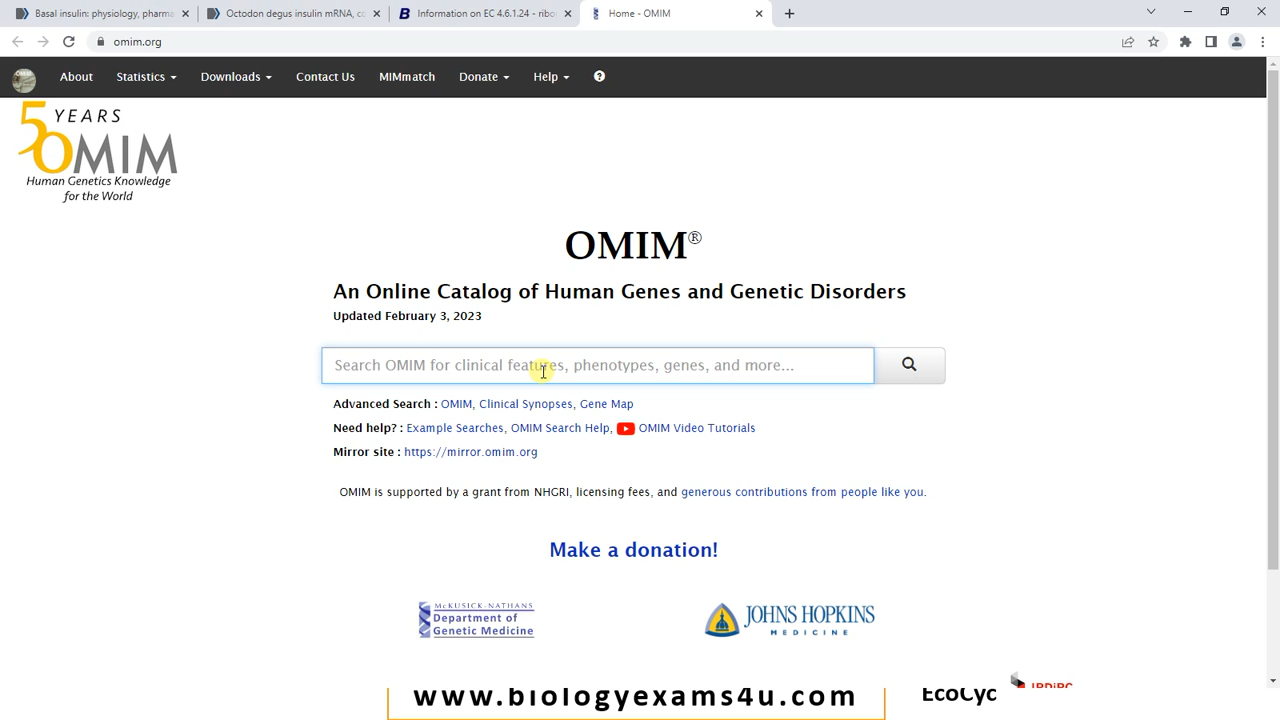 Basal insulin: physiology, pharma
Octodon degus insulin mRNA, co
Information on EC 4.6.1.24 - ribo
Home - OMIM
omim.org
About
Statistics
Downloads
Contact Us
MIMmatch
Donate
Help
50 YEARS
OMIM
Human Genetics Knowledge
for the World
OMIM®
An Online Catalog of Human Genes and Genetic Disorders
Updated February 3, 2023
Search OMIM for clinical features, phenotypes, genes, and more...
Advanced Search : OMIM, Clinical Synopses, Gene Map
Need help? : Example Searches, OMIM Search Help, OMIM Video Tutorials
Mirror site : https://mirror.omim.org
OMIM is supported by a grant from NHGRI, licensing fees, and generous contributions from people like you.
Make a donation!
McKUSICK-NATHANS
Department of
Genetic Medicine
JOHNS HOPKINS
MEDICINE
www.biologyexams4u.com
EcoCyc
IRDiRC